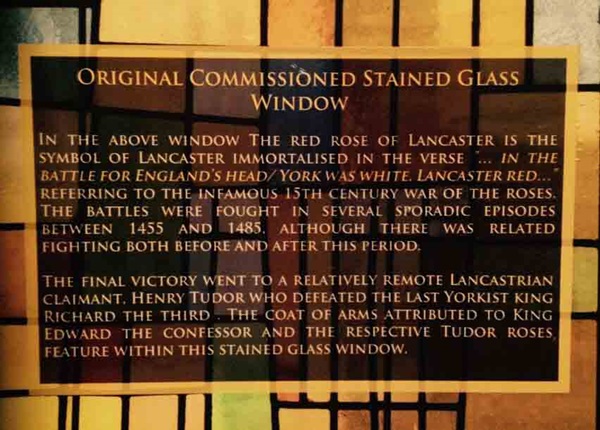 ORIGINAL COMMISSIONED STAINED GLASS
WINDOW
IN THE ABOVE WINDOW THE RED ROSE OF LANCASTER IS THE
SYMBOL OF LANCASTER IMMORTALISED IN THE VERSE "... IN THE
BATTLE FOR ENGLAND'S HEAD/ YORK WAS WHITE, LANCASTER RED..."
REFERRING TO THE INFAMOUS 15TH CENTURY WAR OF THE ROSES.
THE BATTLES WERE FOUGHT IN SEVERAL SPORADIC EPISODES
BETWEEN 1455 AND 1485, ALTHOUGH THERE WAS RELATED
FIGHTING BOTH BEFORE AND AFTER THIS PERIOD.
THE FINAL VICTORY WENT TO A RELATIVELY REMOTE LANCASTRIAN
CLAIMANT, HENRY TUDOR WHO DEFEATED THE LAST YORKIST KING
RICHARD THE THIRD . THE COAT OF ARMS ATTRIBUTED TO KING
EDWARD THE CONFESSOR AND THE RESPECTIVE TUDOR ROSES
FEATURE WITHIN THIS STAINED GLASS WINDOW.